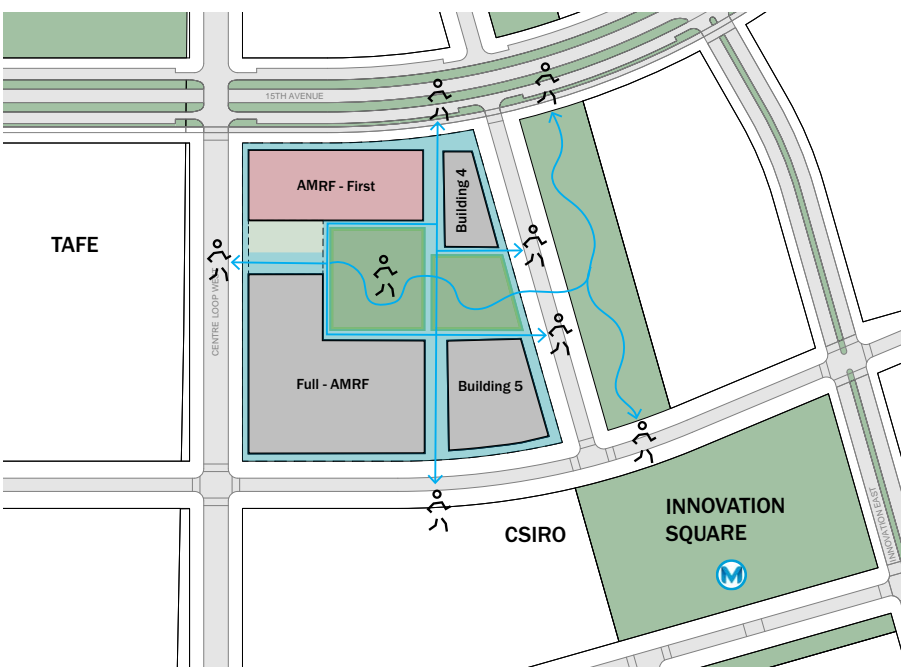 15TH AVENUE
AMRF - First
Building 4
TAFE
CENTRE LOOP WEST
Full - AMRF
Building 5
CSIRO
INNOVATION
SQUARE
M
INNOVATION EAST